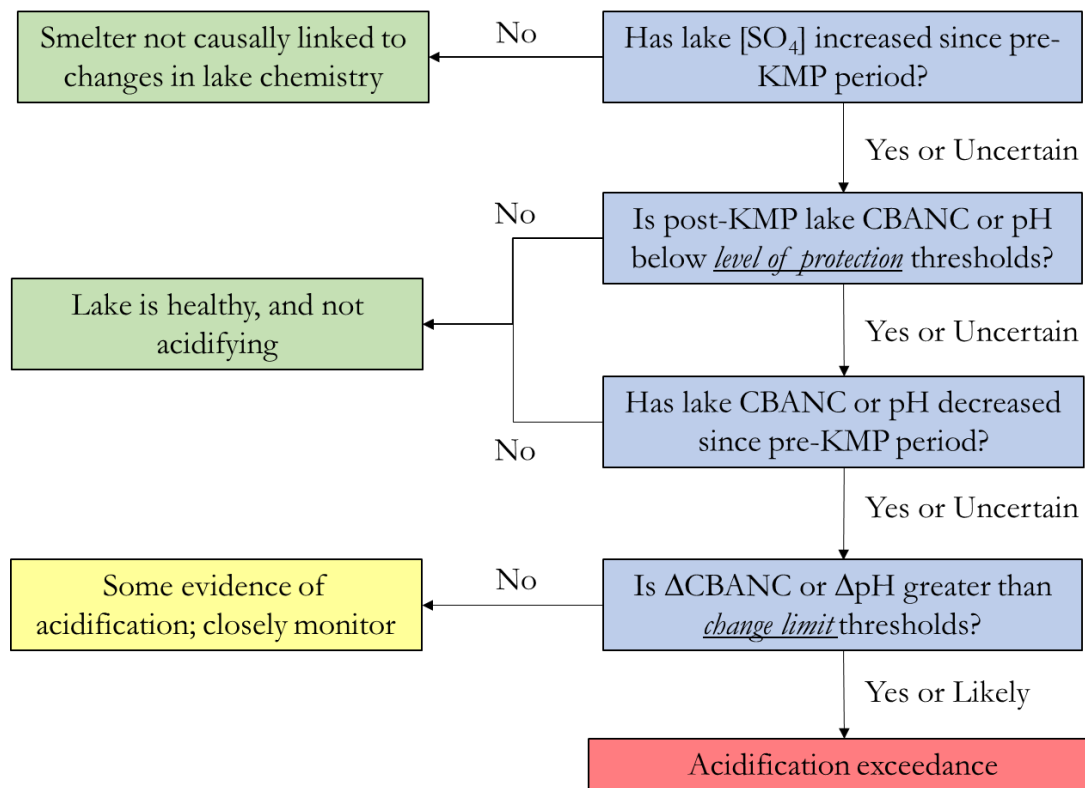 Smelter not causally linked to
changes in lake chemistry
No
Has lake [SO₄] increased since pre-
KMP period?
Yes or Uncertain
No
Is post-KMP lake CBANC or pH
below level of protection thresholds?
Lake is healthy, and not
acidifying
Yes or Uncertain
Has lake CBANC or pH decreased
since pre-KMP period?
No
Yes or Uncertain
Some evidence of
acidification; closely monitor
No
Is ΔCBANC or ΔpH greater than
change limit thresholds?
Yes or Likely
Acidification exceedance